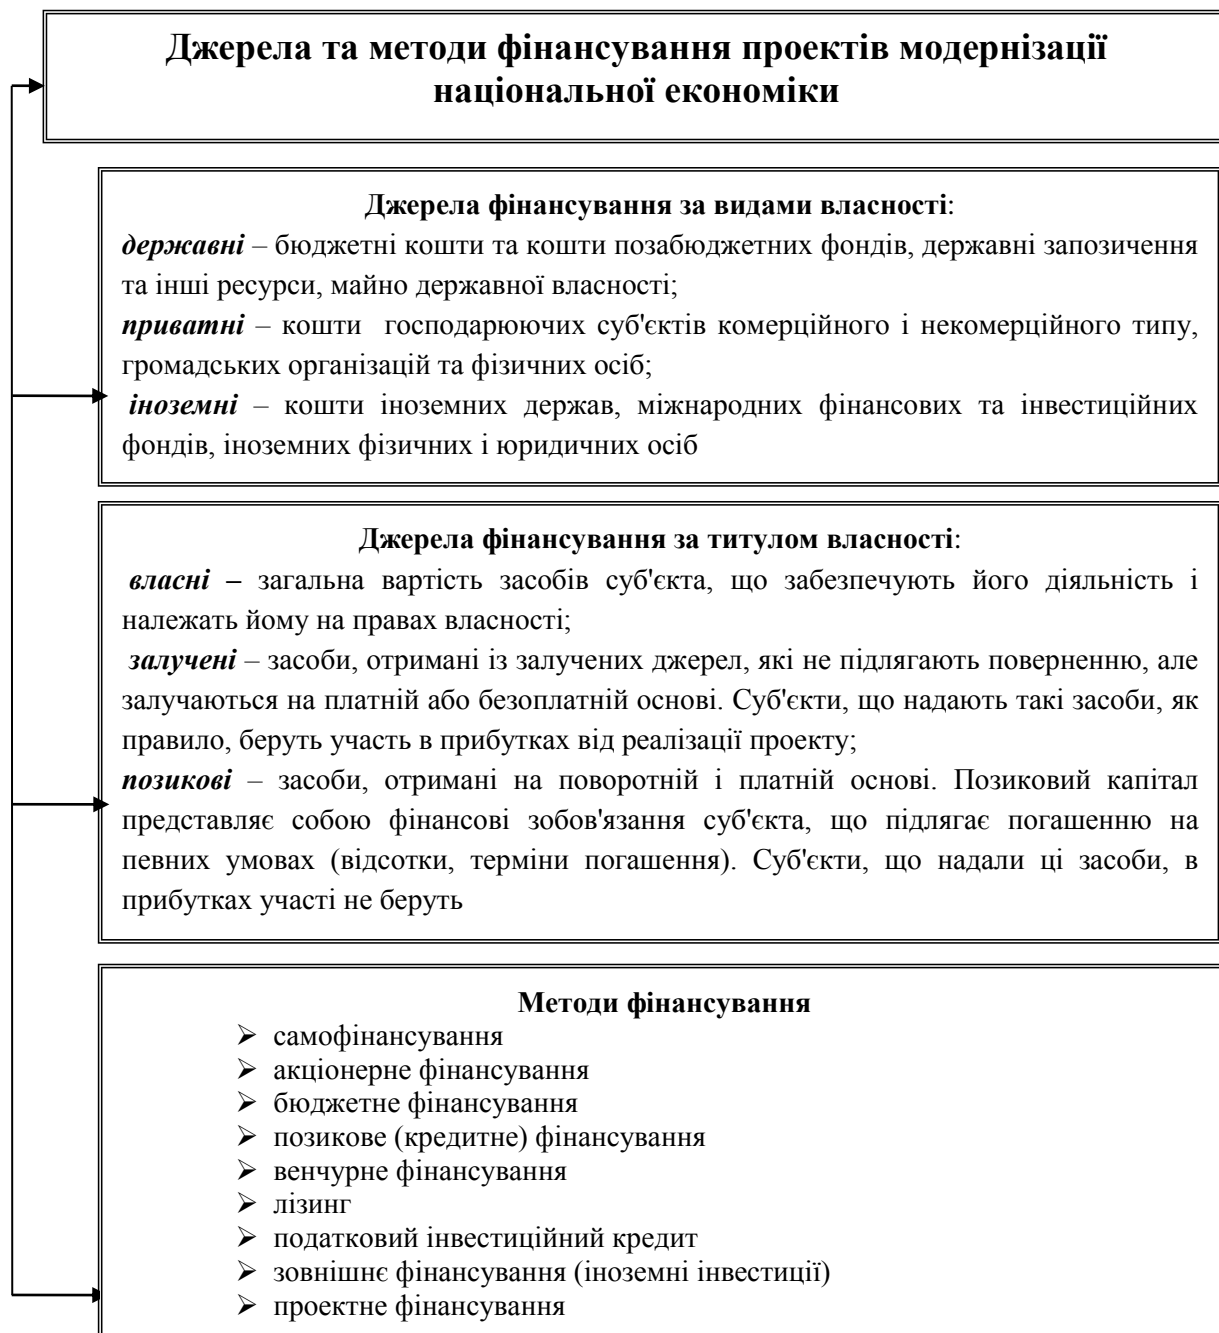 Джерела та методи фінансування проектів модернізації
національної економіки
Джерела фінансування за видами власності:
державні – бюджетні кошти та кошти позабюджетних фондів, державні запозичення
та інші ресурси, майно державної власності;
приватні – кошти господарюючих суб'єктів комерційного і некомерційного типу,
громадських організацій та фізичних осіб;
іноземні – кошти іноземних держав, міжнародних фінансових та інвестиційних
фондів, іноземних фізичних і юридичних осіб
Джерела фінансування за титулом власності:
власні – загальна вартість засобів суб'єкта, що забезпечують його діяльність і
належать йому на правах власності;
залучені – засоби, отримані із залучених джерел, які не підлягають поверненню, але
залучаються на платній або безоплатній основі. Суб'єкти, що надають такі засоби, як
правило, беруть участь в прибутках від реалізації проекту;
позикові – засоби, отримані на поворотній і платній основі. Позиковий капітал
представляє собою фінансові зобов'язання суб'єкта, що підлягає погашенню на
певних умовах (відсотки, терміни погашення). Суб'єкти, що надали ці засоби, в
прибутках участі не беруть
Методи фінансування
➢ самофінансування
➢ акціонерне фінансування
➢ бюджетне фінансування
➢ позикове (кредитне) фінансування
➢ венчурне фінансування
➢ лізинг
➢ податковий інвестиційний кредит
➢ зовнішнє фінансування (іноземні інвестиції)
➢ проектне фінансування